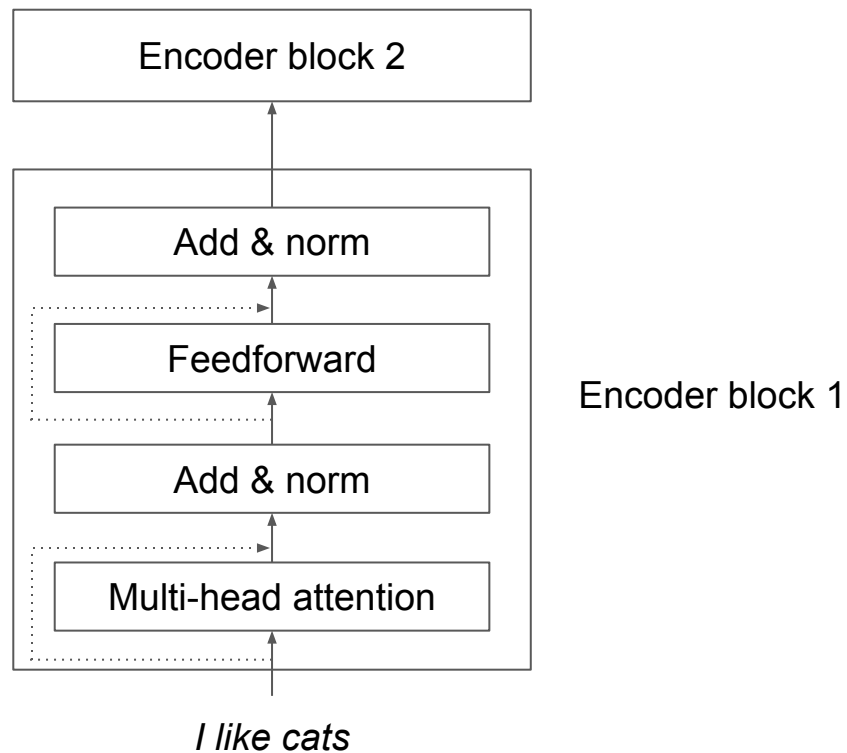 Encoder block 2
Add & norm
Feedforward
Encoder block 1
Add & norm
Multi-head attention
I like cats